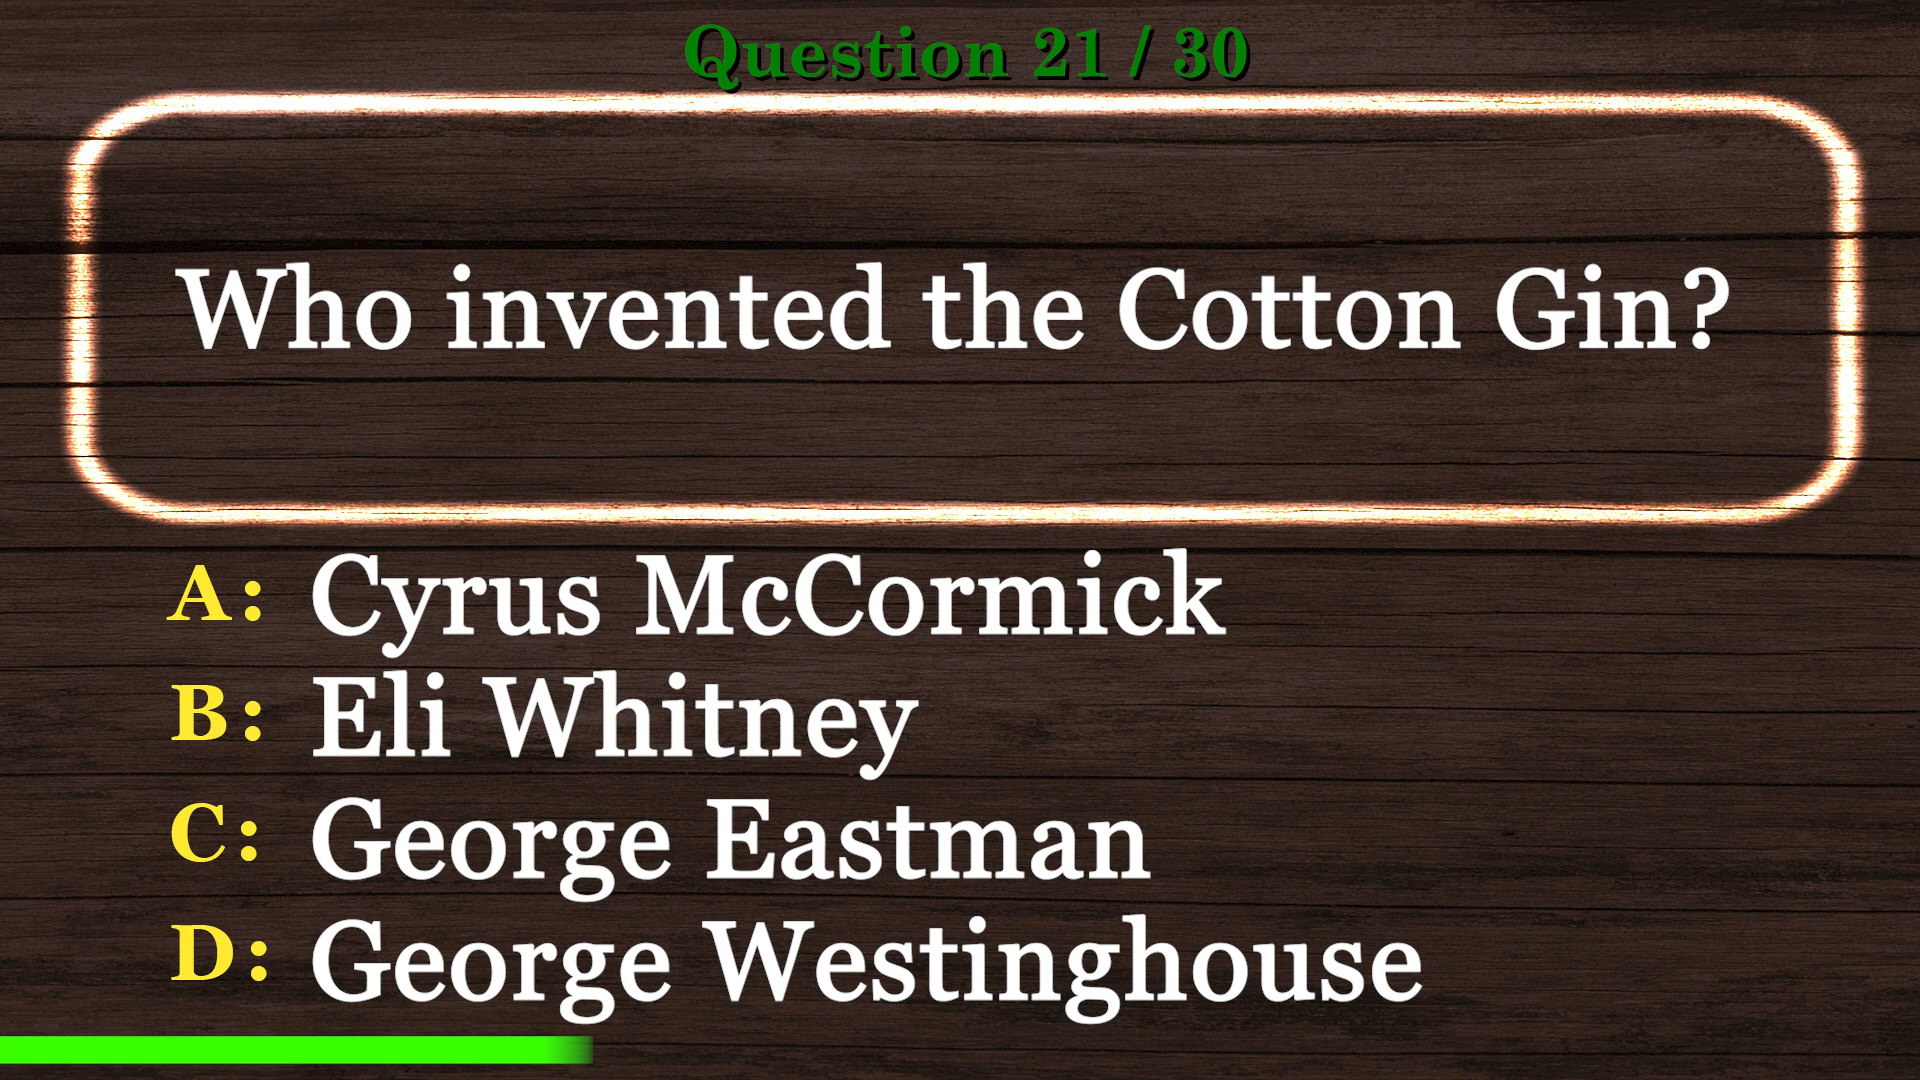 Question 21 / 30
Who invented the Cotton Gin?
A: Cyrus McCormick
B: Eli Whitney
C: George Eastman
D: George Westinghouse